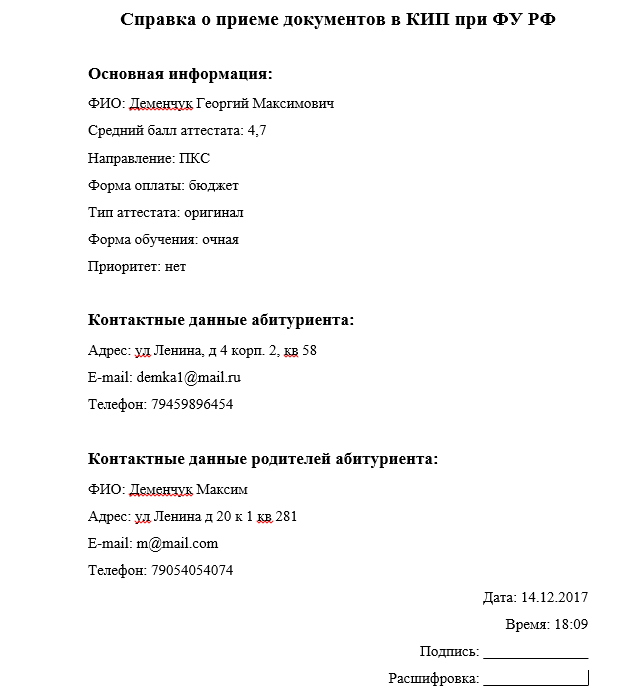 Справка о приеме документов в КИП при ФУ РФ
Основная информация:
ФИО: Деменчук Георгий Максимович
Средний балл аттестата: 4,7
Направление: ПКС
Форма оплаты: бюджет
Тип аттестата: оригинал
Форма обучения: очная
Приоритет: нет
Контактные данные абитуриента:
Адрес: ул Ленина, д 4 корп. 2, кв 58
E-mail: demka1@mail.ru
Телефон: 79459896454
Контактные данные родителей абитуриента:
ФИО: Деменчук Максим
Адрес: ул Ленина д 20 к 1 кв 281
E-mail: m@mail.com
Телефон: 79054054074
Дата: 14.12.2017
Время: 18:09
Подпись: ______________
Расшифровка: ______________